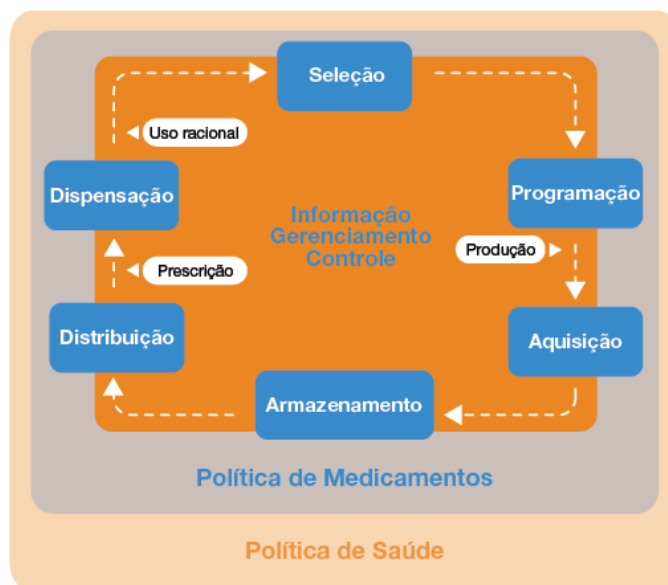 Seleção
Uso racional
Dispensação
Programação
Informação
Gerenciamento
Controle
Produção
Prescrição
Distribuição
Aquisição
Armazenamento
Política de Medicamentos
Política de Saúde